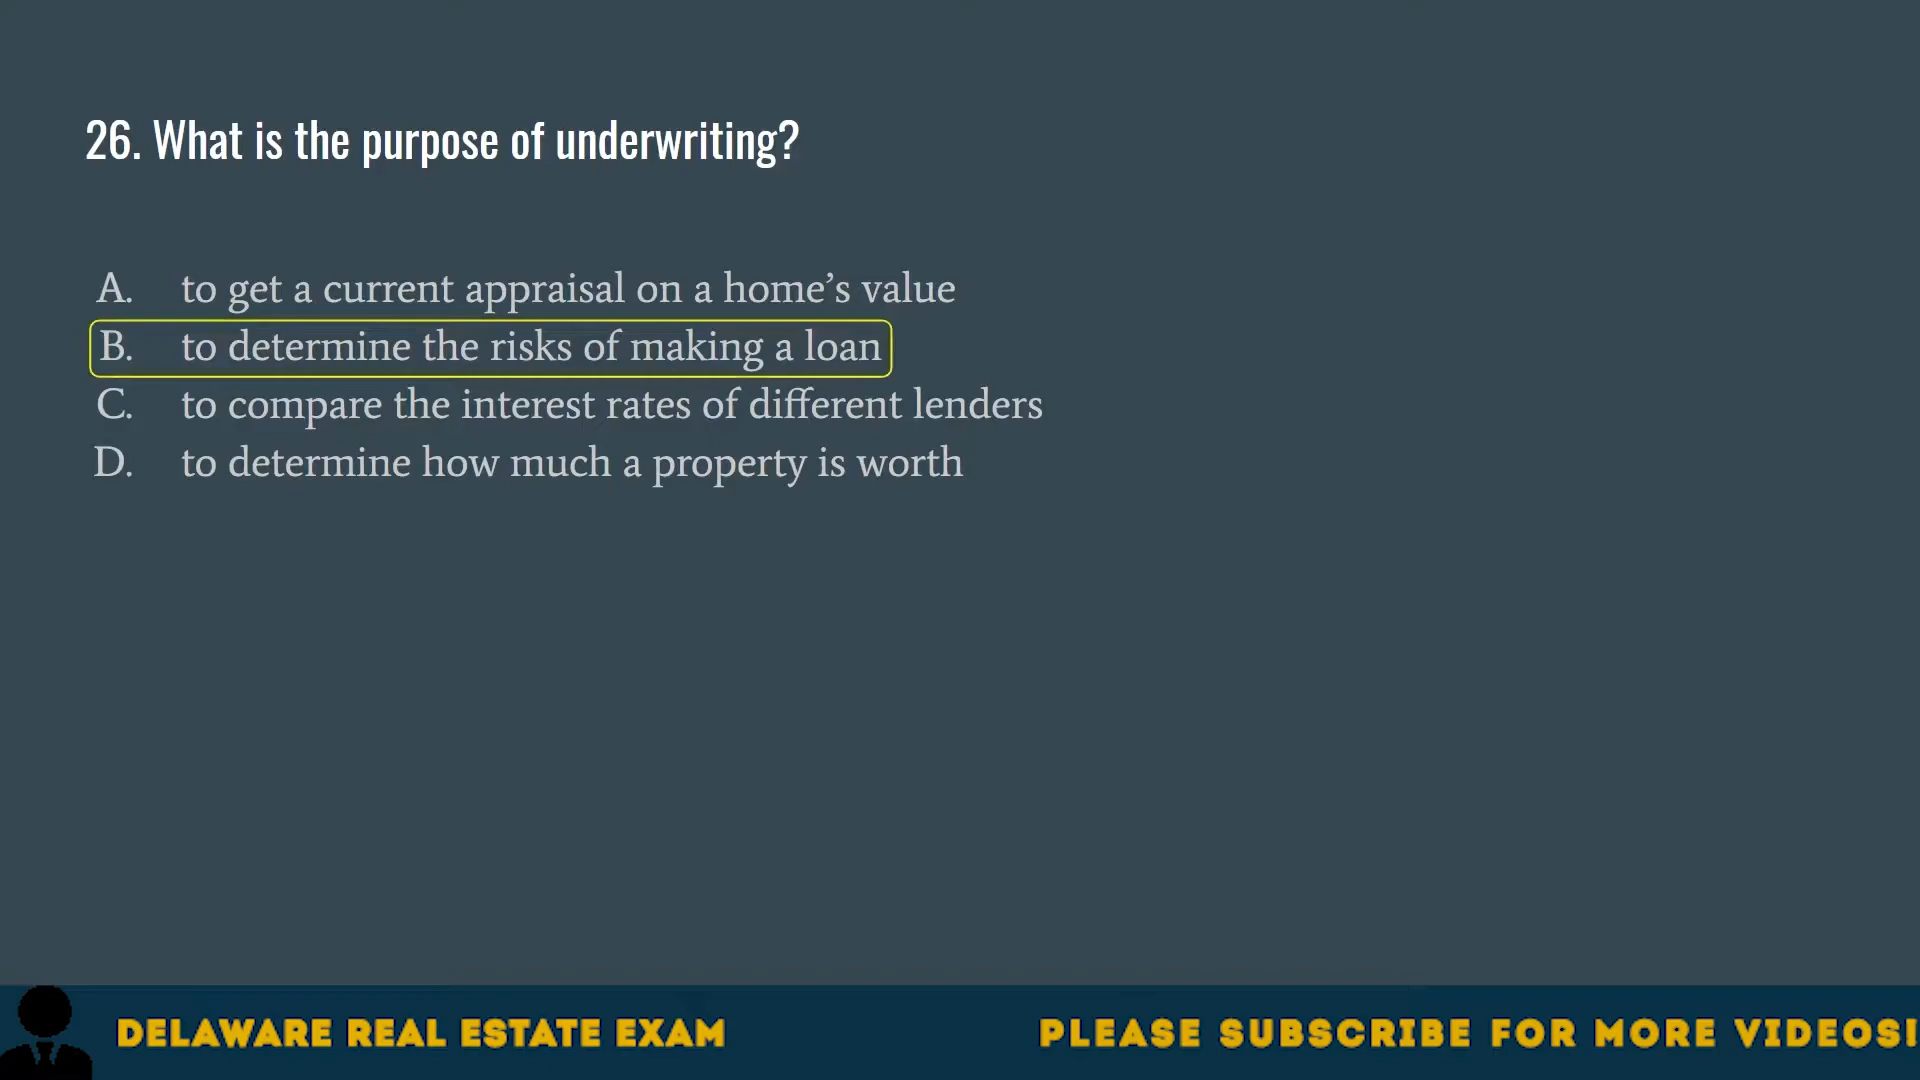 26. What is the purpose of underwriting?
A. to get a current appraisal on a home’s value
B. to determine the risks of making a loan
C. to compare the interest rates of different lenders
D. to determine how much a property is worth
DELAWARE REAL ESTATE EXAM
PLEASE SUBSCRIBE FOR MORE VIDEOS!